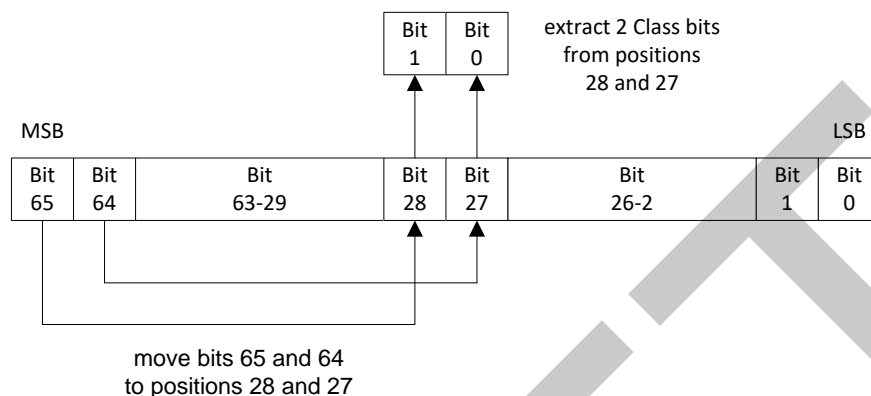 Bit Bit
1 0
extract 2 Class bits
from positions
28 and 27
MSB LSB
Bit Bit Bit Bit Bit Bit Bit Bit
65 64 63-29 28 27 26-2 1 0
move bits 65 and 64
to positions 28 and 27